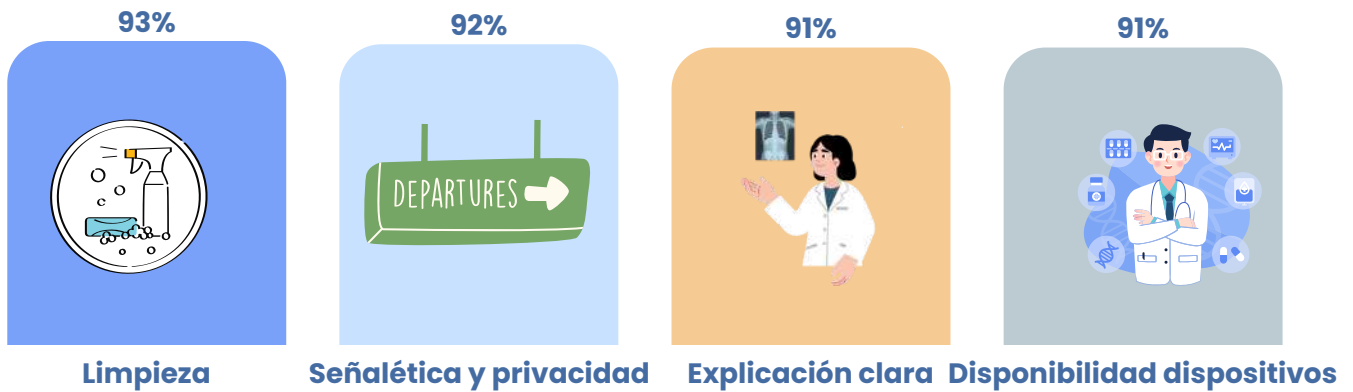 93%
92%
91%
91%
DEPARTURES
Limpieza
Señalética y privacidad
Explicación clara
Disponibilidad dispositivos